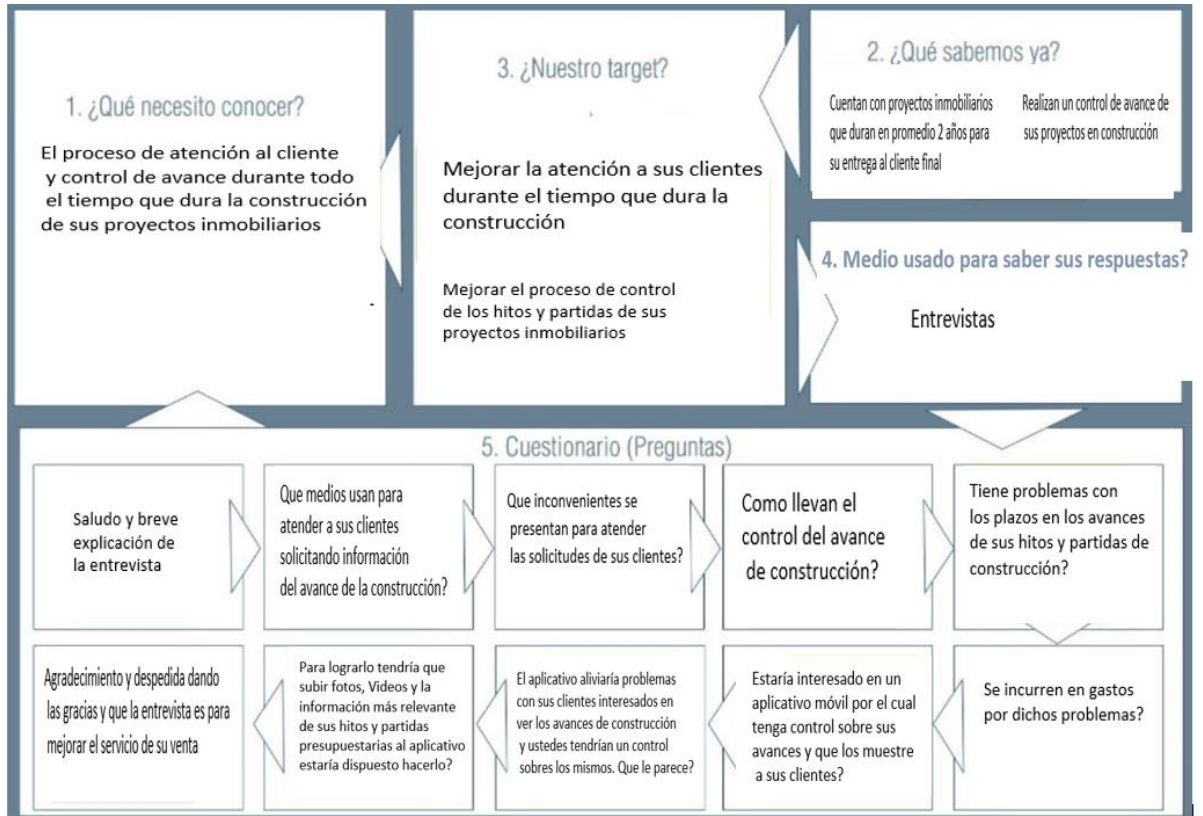 1. ¿Qué necesito conocer?
El proceso de atención al cliente
y control de avance durante todo
el tiempo que dura la construcción
de sus proyectos inmobiliarios
3. ¿Nuestro target?
Mejorar la atención a sus clientes
durante el tiempo que dura la
construcción
Mejorar el proceso de control
de los hitos y partidas de sus
proyectos inmobiliarios
2. ¿Qué sabemos ya?
Cuentan con proyectos inmobiliarios
que duran en promedio 2 años para
su entrega al cliente final
Realizan un control de avance de
sus proyectos en construcción
4. Medio usado para saber sus respuestas?
Entrevistas
5. Cuestionario (Preguntas)
Saludo y breve
explicación de
la entrevista
Que medios usan para
atender a sus clientes
solicitando información
del avance de la construcción?
Que inconvenientes se
presentan para atender
las solicitudes de sus clientes?
Como llevan el
control del avance
de construcción?
Tiene problemas con
los plazos en los avances
de sus hitos y partidas de
construcción?
Se incurren en gastos
por dichos problemas?
Estaría interesado en un
aplicativo móvil por el cual
tenga control sobre sus
avances y que los muestre
a sus clientes?
El aplicativo aliviaría problemas
con sus clientes interesados en
ver los avances de construcción
y ustedes tendrían un control
sobre los mismos. Que le parece?
Para lograrlo tendría que
subir fotos, Videos y la
información más relevante
de sus hitos y partidas
presupuestarias al aplicativo
estaría dispuesto hacerlo?
Agradecimiento y despedida dando
las gracias y que la entrevista es para
mejorar el servicio de su venta